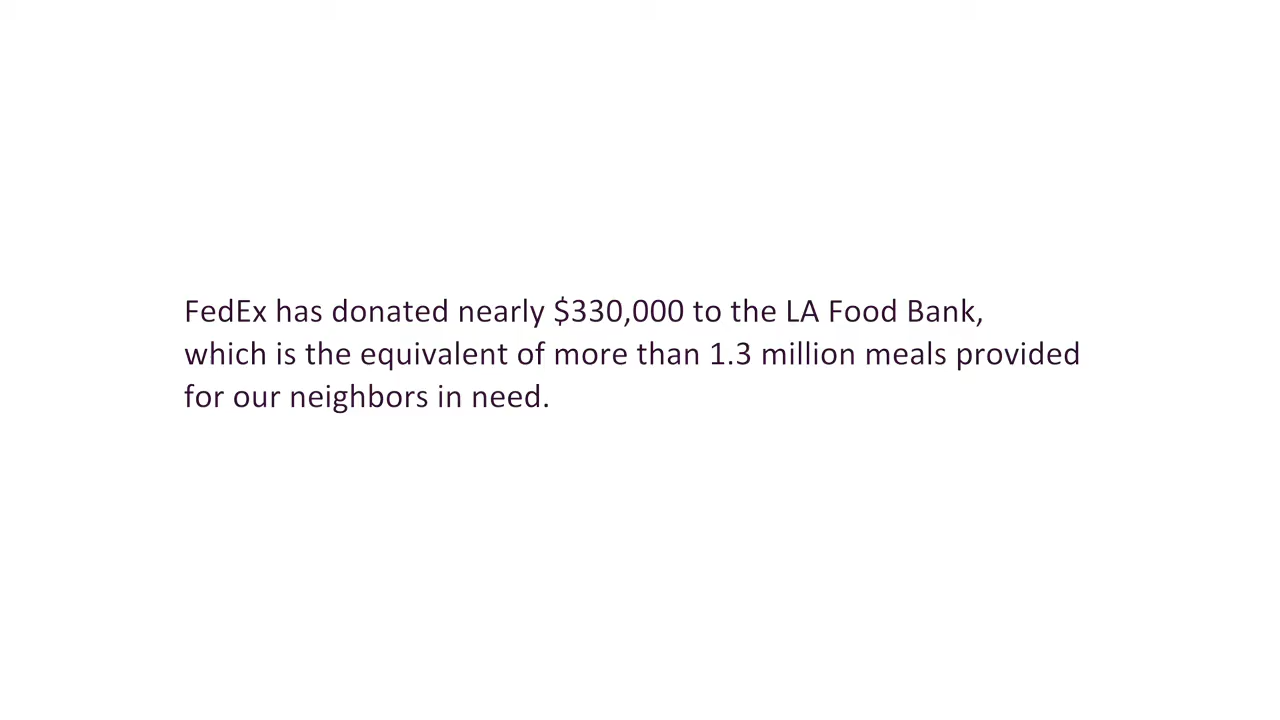 FedEx has donated nearly $330,000 to the LA Food Bank,
which is the equivalent of more than 1.3 million meals provided
for our neighbors in need.